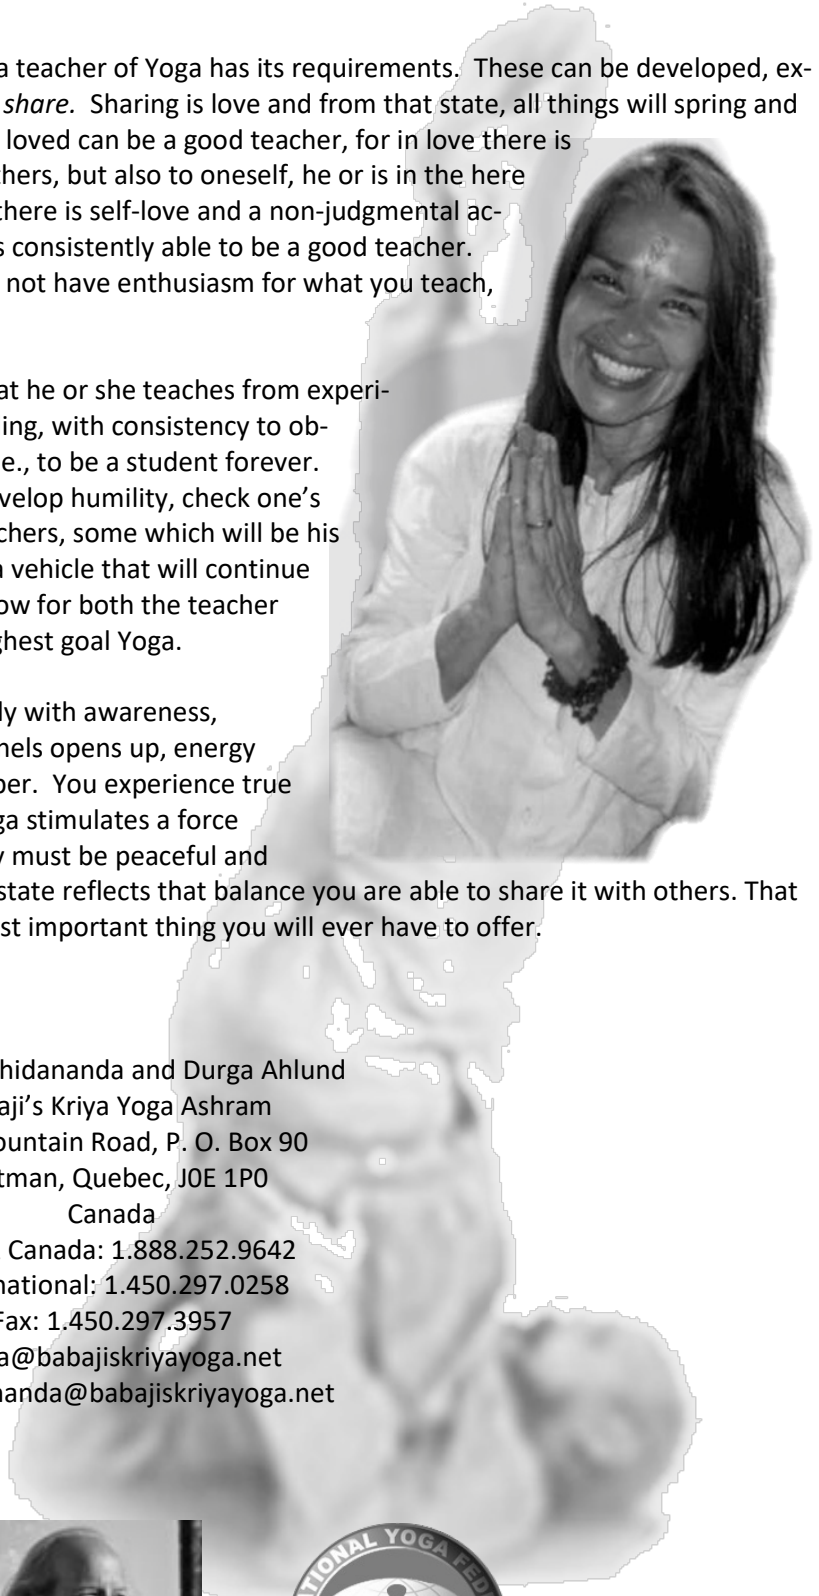 a teacher of Yoga has its requirements. These can be developed, ex-
share. Sharing is love and from that state, all things will spring and
loved can be a good teacher, for in love there is
thers, but also to oneself, he or is in the here
there is self-love and a non-judgmental ac-
s consistently able to be a good teacher.
not have enthusiasm for what you teach,
at he or she teaches from experi-
ing, with consistency to ob-
e., to be a student forever.
velop humility, check one's
chers, some which will be his
a vehicle that will continue
ow for both the teacher
ghest goal Yoga.
ly with awareness,
nels opens up, energy
per. You experience true
ga stimulates a force
y must be peaceful and
state reflects that balance you are able to share it with others. That
st important thing you will ever have to offer.
hidananda and Durga Ahlund
aji's Kriya Yoga Ashram
ountain Road, P. O. Box 90
tman, Quebec, J0E 1P0
Canada
Canada: 1.888.252.9642
national: 1.450.297.0258
Fax: 1.450.297.3957
a@babajiskriyayoga.net
nanda@babajiskriyayoga.net
TIONAL YOGA FED